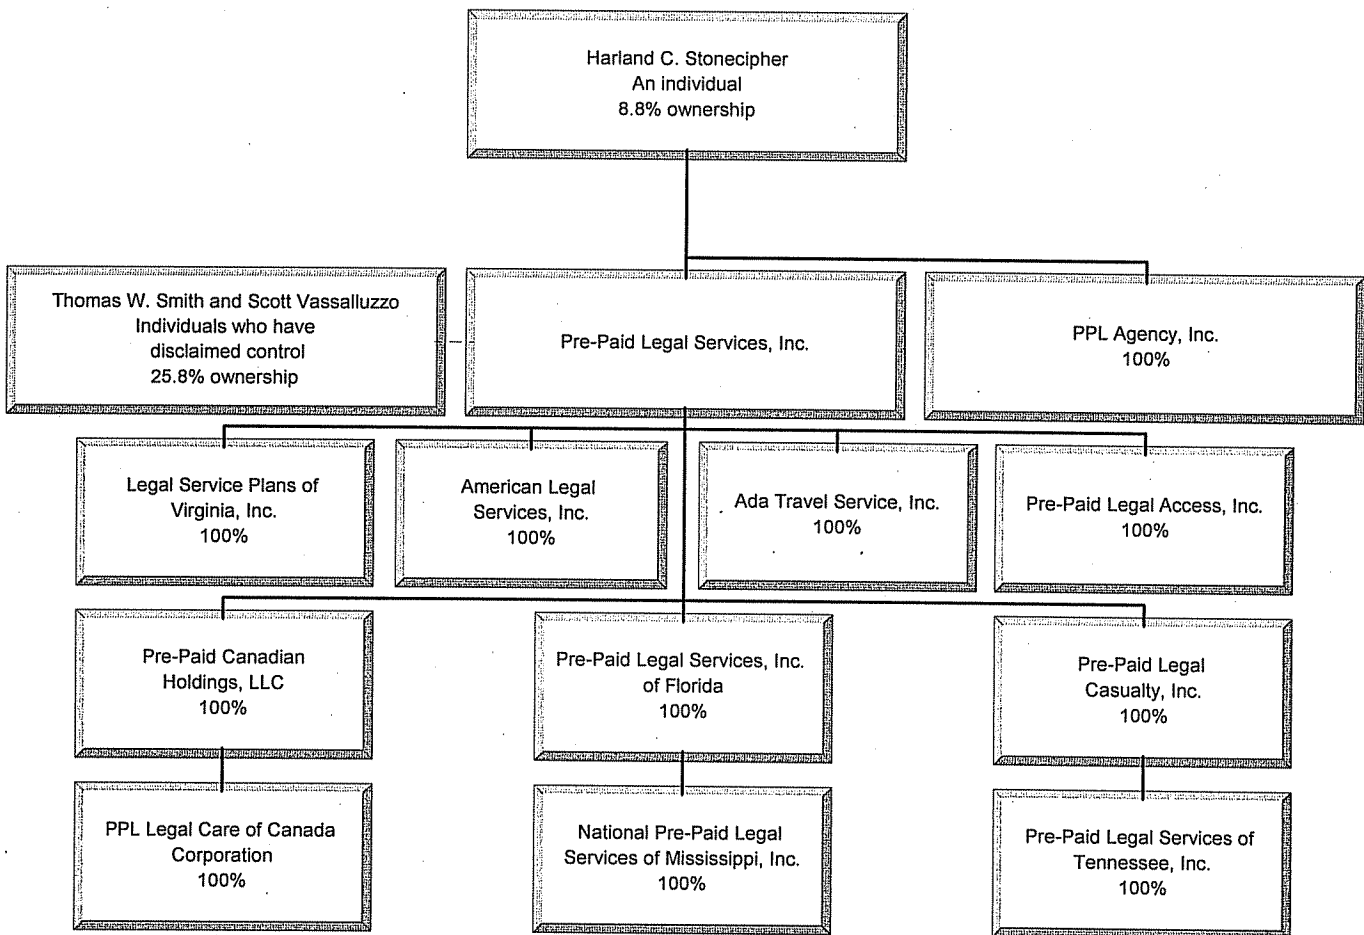 Harland C. Stonecipher
An individual
8.8% ownership
Thomas W. Smith and Scott Vassalluzzo
Individuals who have
disclaimed control
25.8% ownership
Pre-Paid Legal Services, Inc.
PPL Agency, Inc.
100%
Legal Service Plans of
Virginia, Inc.
100%
American Legal
Services, Inc.
100%
Ada Travel Service, Inc.
100%
Pre-Paid Legal Access, Inc.
100%
Pre-Paid Canadian
Holdings, LLC
100%
Pre-Paid Legal Services, Inc.
of Florida
100%
Pre-Paid Legal
Casualty, Inc.
100%
PPL Legal Care of Canada
Corporation
100%
National Pre-Paid Legal
Services of Mississippi, Inc.
100%
Pre-Paid Legal Services of
Tennessee, Inc.
100%